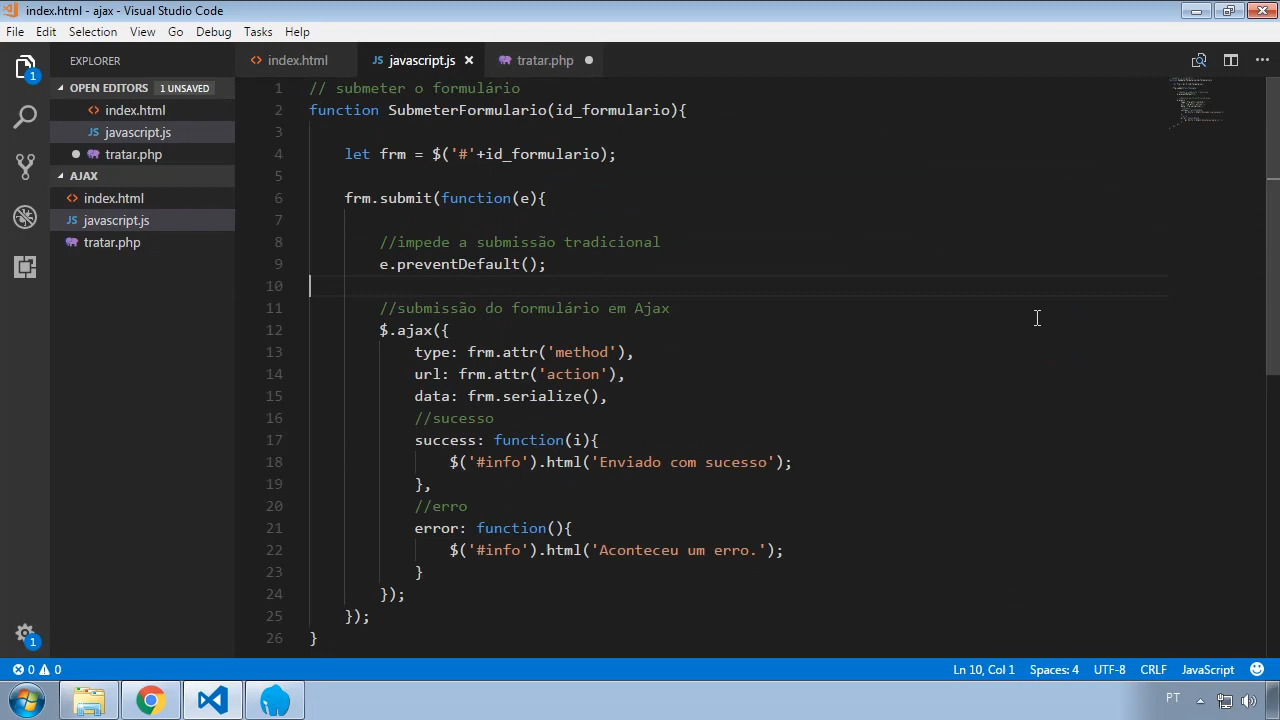 index.html - ajax - Visual Studio Code
File Edit Selection View Go Debug Tasks Help
EXPLORER
OPEN EDITORS 1 UNSAVED
index.html
javascript.js
tratar.php
AJAX
index.html
javascript.js
tratar.php
1
1
index.html JS javascript.js tratar.php
1 // submeter o formulário
2 function SubmeterFormulario(id_formulario){
3
4 let frm = $('#'+id_formulario);
5
6 frm.submit(function(e){
7
8 //impede a submissão tradicional
9 e.preventDefault();
10
11 //submissão do formulário em Ajax
12 $.ajax({
13 type: frm.attr('method'),
14 url: frm.attr('action'),
15 data: frm.serialize(),
16 //sucesso
17 success: function(i){
18 $('#info').html('Enviado com sucesso');
19 },
20 //erro
21 error: function(){
22 $('#info').html('Aconteceu um erro.');
23 }
24 });
25 });
26 }
0 0 Ln 10, Col 1 Spaces: 4 UTF-8 CRLF JavaScript
PT